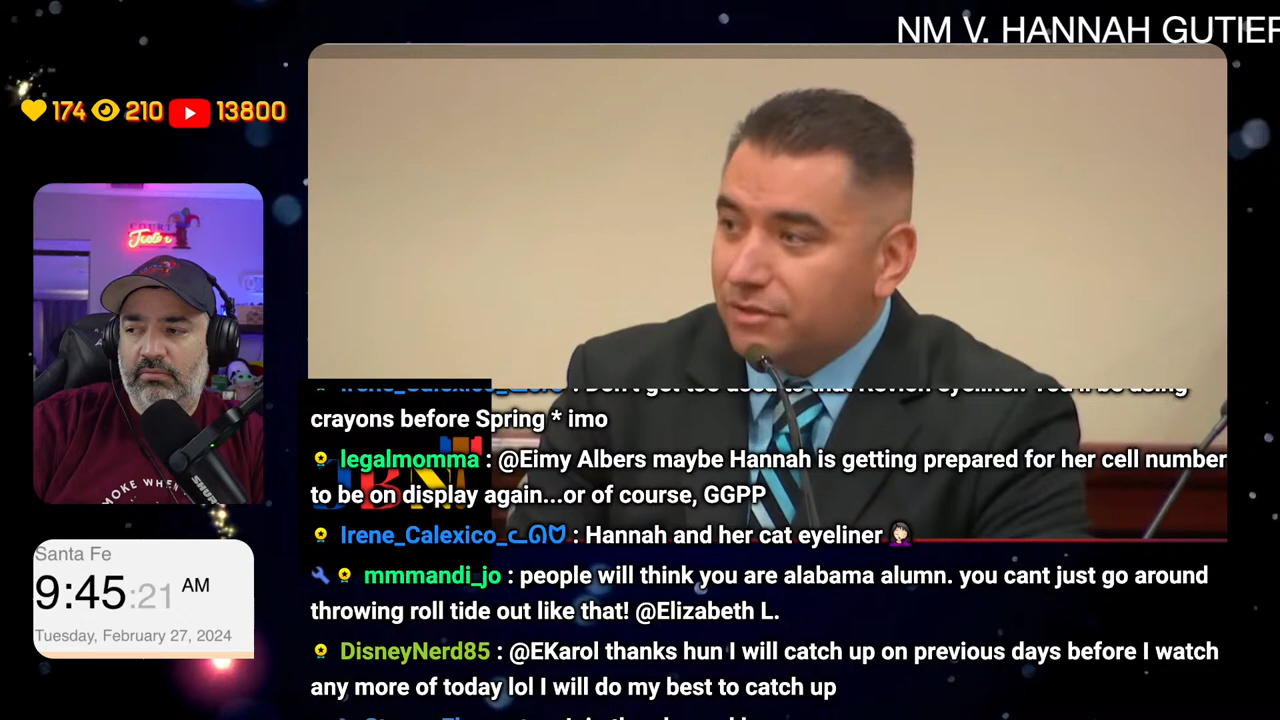 NM V. HANNAH GUTIER
174 210 13800
Santa Fe
9:45:21 AM
Tuesday, February 27, 2024
crayons before Spring * imo
legalmomma : @Eimy Albers maybe Hannah is getting prepared for her cell number
to be on display again...or of course, GGPP
Irene_Calexico_ : Hannah and her cat eyeliner
mmmandi_jo : people will think you are alabama alumn. you cant just go around
throwing roll tide out like that! @Elizabeth L.
DisneyNerd85 : @EKarol thanks hun I will catch up on previous days before I watch
any more of today lol I will do my best to catch up